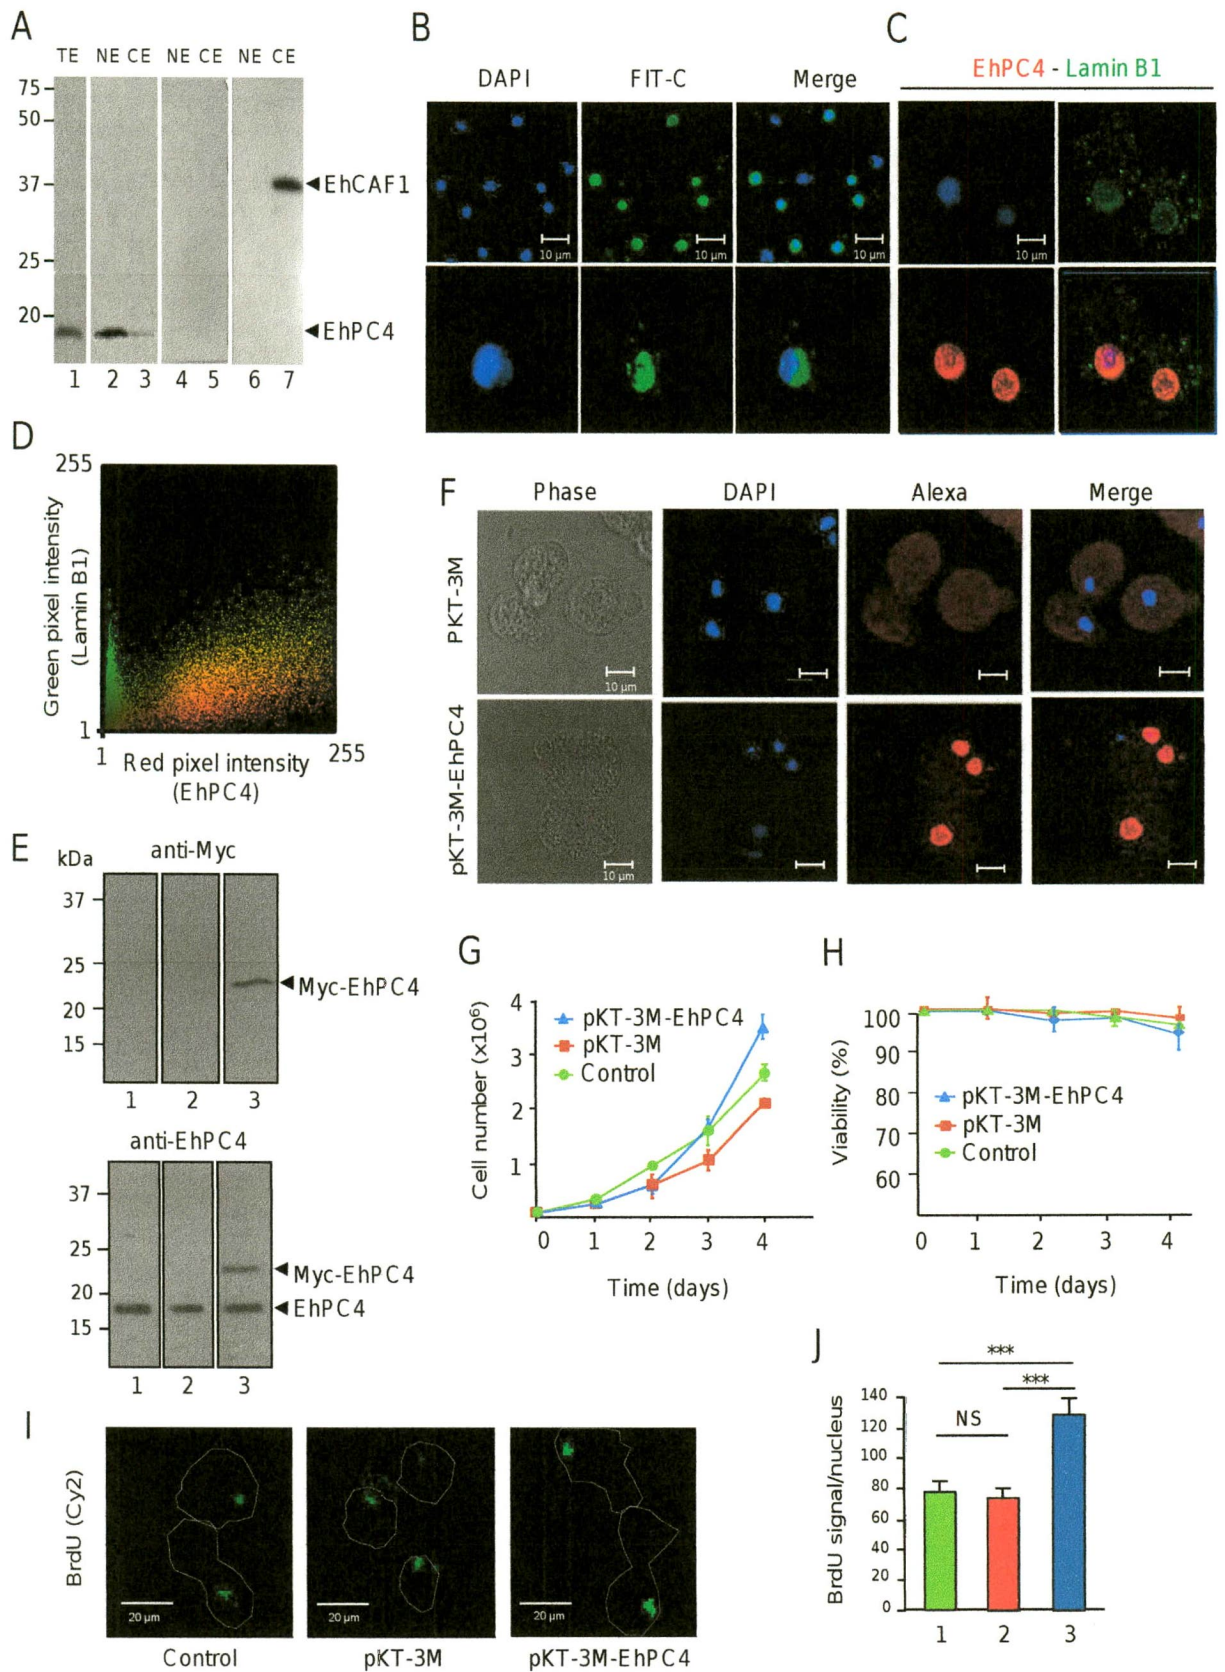 A
TE NE CE NE CE NE CE
75
50
37
25
20
EhCAF1
EhPC4
1 2 3 4 5 6 7
B
DAPI FIT-C Merge
10 µm 10 µm 10 µm
C
EhPC4 - Lamin B1
10 µm
D
255
Green pixel intensity
(Lamin B1)
1
1 Red pixel intensity 255
(EhPC4)
E
kDa anti-Myc
37
25
20
15
Myc-EhPC4
1 2 3
anti-EhPC4
37
25
20
15
Myc-EhPC4
EhPC4
1 2 3
F
Phase DAPI Alexa Merge
PKT-3M
10 µm
pKT-3M-EhPC4
10 µm
G
Cell number (x10⁶)
4
3
2
1
pKT-3M-EhPC4
pKT-3M
Control
0 1 2 3 4
Time (days)
H
Viability (%)
100
90
80
70
60
pKT-3M-EhPC4
pKT-3M
Control
0 1 2 3 4
Time (days)
I
BrdU (Cy2)
20 µm 20 µm 20 µm
Control pKT-3M pKT-3M-EhPC4
J
BrdU signal/nucleus
140
120
100
80
60
40
20
0
***
***
NS
1 2 3